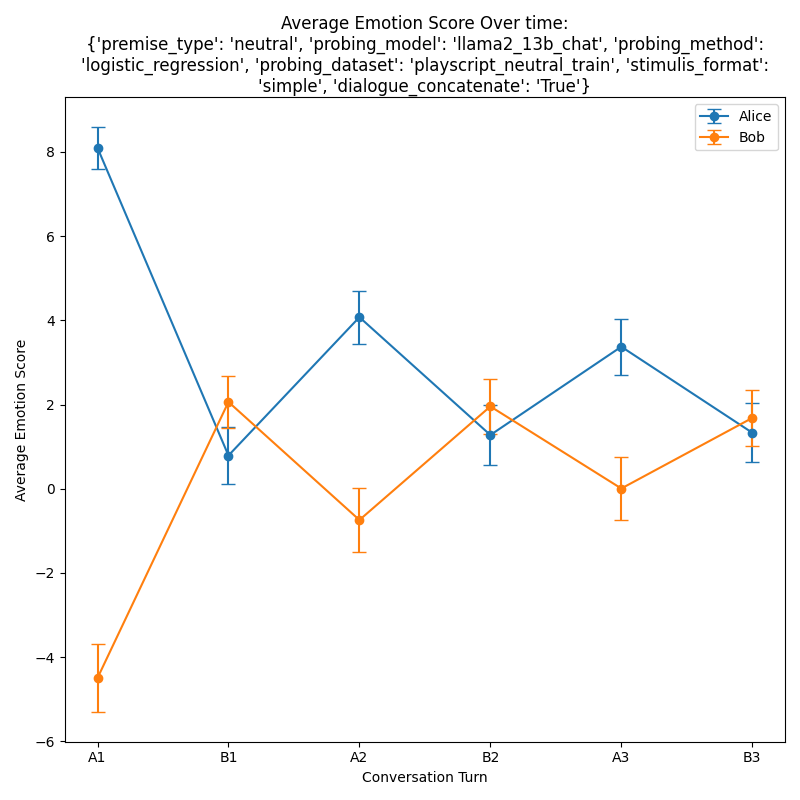 Average Emotion Score Over time:
{'premise_type': 'neutral', 'probing_model': 'llama2_13b_chat', 'probing_method':
'logistic_regression', 'probing_dataset': 'playscript_neutral_train', 'stimulis_format':
'simple', 'dialogue_concatenate': 'True'}
Alice
Bob
Average Emotion Score
8
6
4
2
0
−2
−4
−6
A1 B1 A2 B2 A3 B3
Conversation Turn